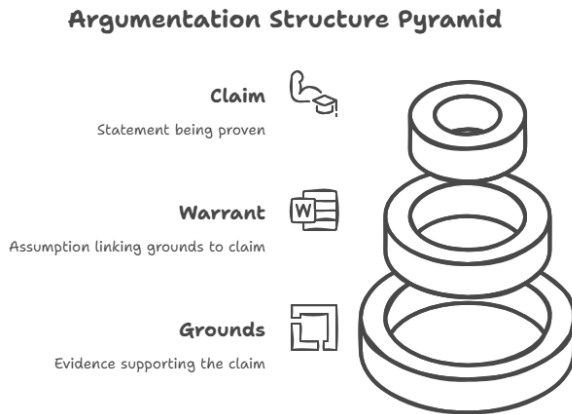 Argumentation Structure Pyramid
Claim
Statement being proven
Warrant
W
Assumption linking grounds to claim
Grounds
Evidence supporting the claim